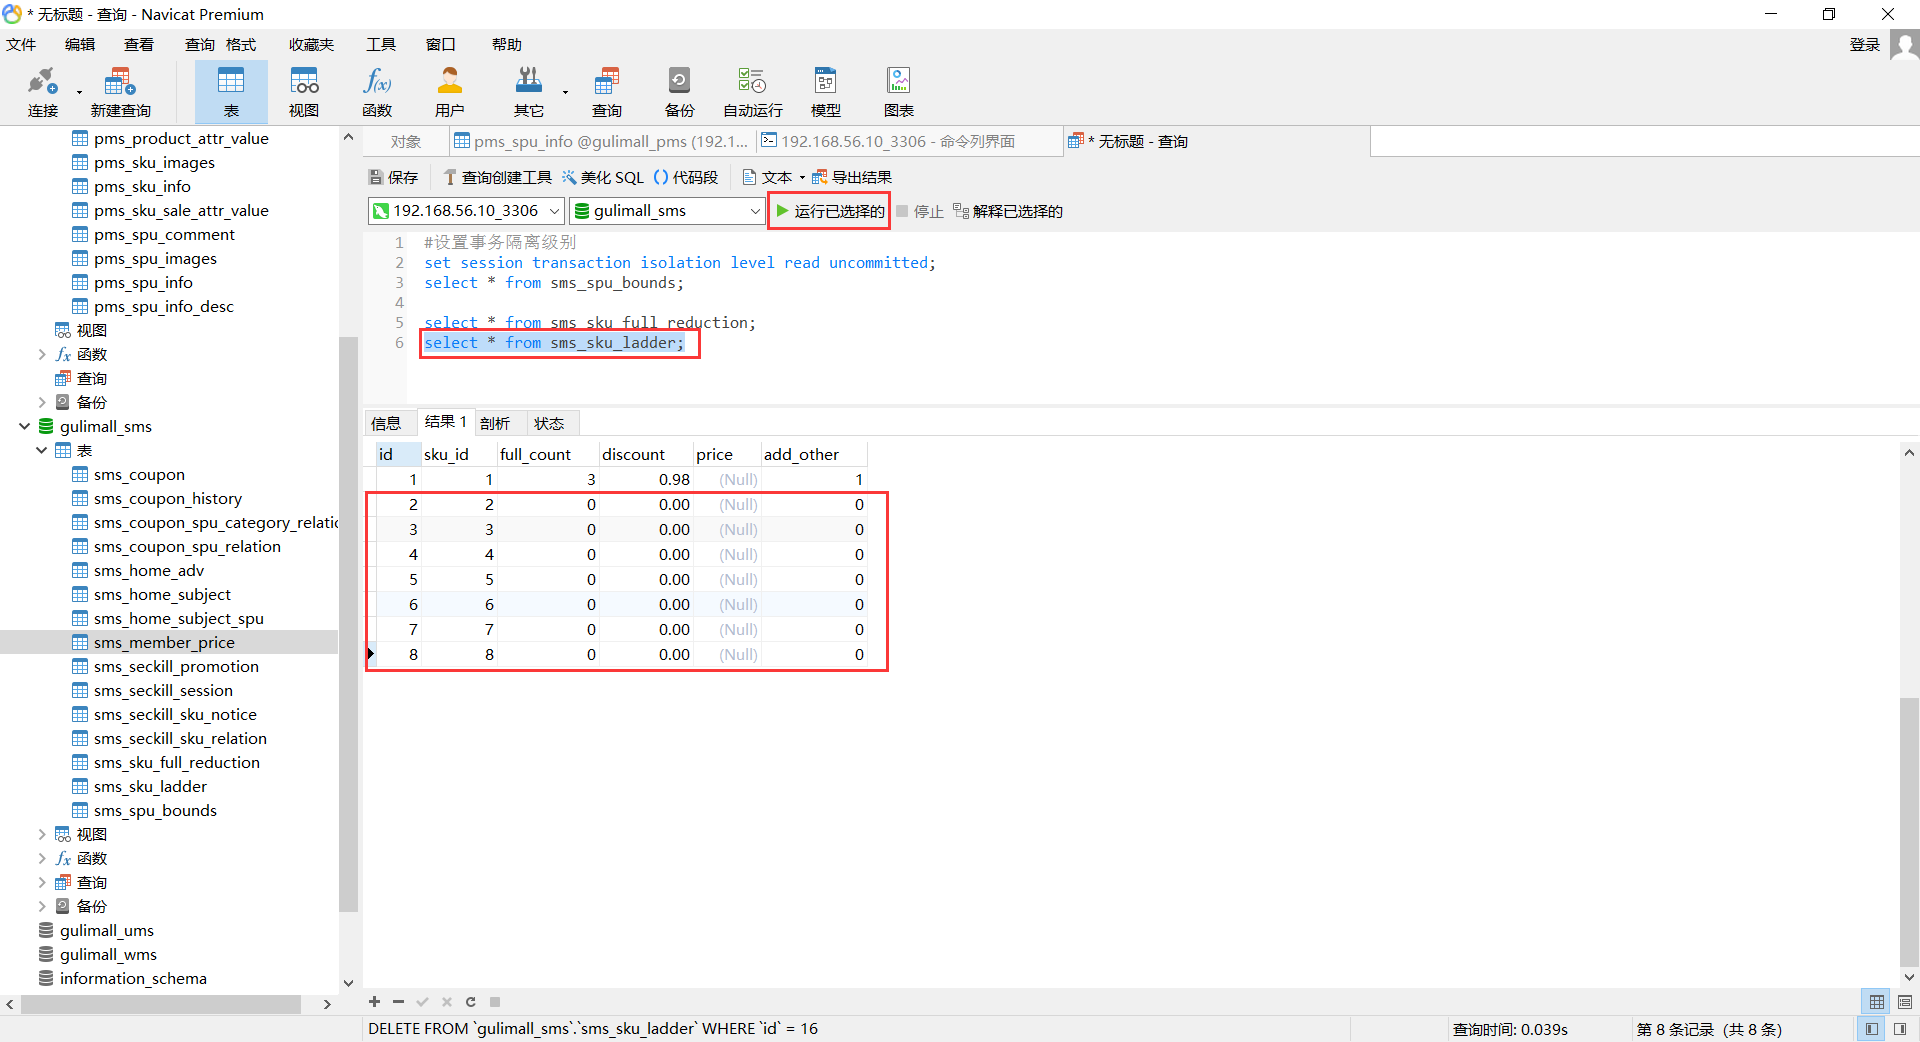 * 无标题 - 查询 - Navicat Premium
文件 编辑 查看 查询 格式 收藏夹 工具 窗口 帮助 登录
连接 新建查询 表 视图 函数 用户 其它 查询 备份 自动运行 模型 图表
pms_product_attr_value
pms_sku_images
pms_sku_info
pms_sku_sale_attr_value
pms_spu_comment
pms_spu_images
pms_spu_info
pms_spu_info_desc
视图
函数
查询
备份
gulimall_sms
表
sms_coupon
sms_coupon_history
sms_coupon_spu_category_relatic
sms_coupon_spu_relation
sms_home_adv
sms_home_subject
sms_home_subject_spu
sms_member_price
sms_seckill_promotion
sms_seckill_session
sms_seckill_sku_notice
sms_seckill_sku_relation
sms_sku_full_reduction
sms_sku_ladder
sms_spu_bounds
视图
函数
查询
备份
gulimall_ums
gulimall_wms
information_schema
对象 pms_spu_info @gulimall_pms (192.1... 192.168.56.10_3306 - 命令列界面 * 无标题 - 查询
保存 查询创建工具 美化 SQL () 代码段 文本 导出结果
192.168.56.10_3306 gulimall_sms 运行已选择的 停止 解释已选择的
1 #设置事务隔离级别
2 set session transaction isolation level read uncommitted;
3 select * from sms_spu_bounds;
4
5 select * from sms_sku_full_reduction;
6 select * from sms_sku_ladder;
信息 结果 1 剖析 状态
id sku_id full_count discount price add_other
1 1 3 0.98 (Null) 1
2 2 0 0.00 (Null) 0
3 3 0 0.00 (Null) 0
4 4 0 0.00 (Null) 0
5 5 0 0.00 (Null) 0
6 6 0 0.00 (Null) 0
7 7 0 0.00 (Null) 0
8 8 0 0.00 (Null) 0
DELETE FROM `gulimall_sms`.`sms_sku_ladder` WHERE `id` = 16 查询时间: 0.039s 第 8 条记录 (共 8 条)